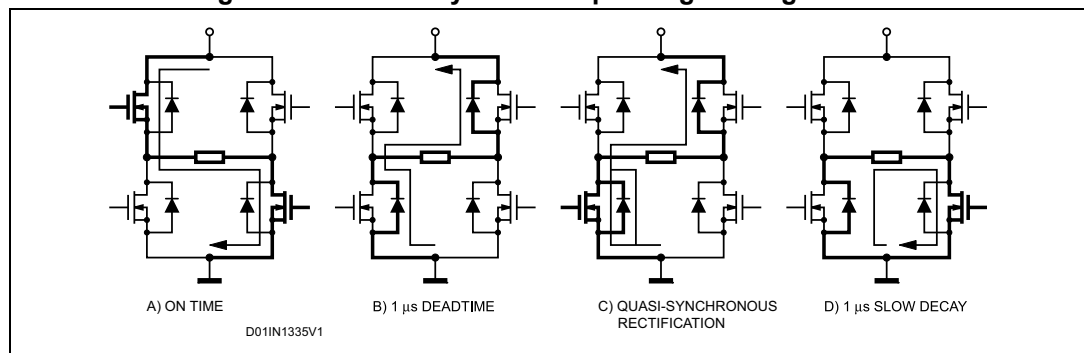 A) ON TIME
B) 1 μs DEADTIME
C) QUASI-SYNCHRONOUS
RECTIFICATION
D) 1 μs SLOW DECAY
D01IN1335V1